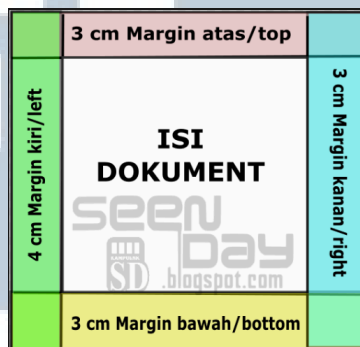 3 cm Margin atas/top
4 cm Margin kiri/left
ISI
DOKUMENT
3 cm Margin kanan/right
SEEN
DAY
SD
.blogspot.com
3 cm Margin bawah/bottom